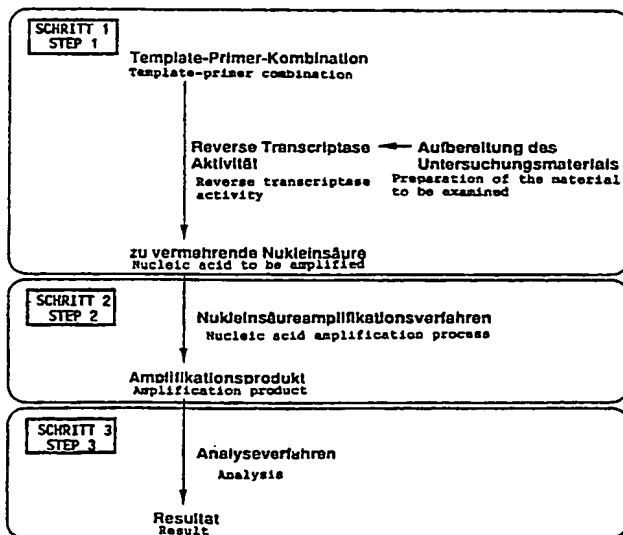 SCHRITT 1
STEP 1
Template-Primer-Kombination
Template-primer combination
Reverse Transcriptase
Aktivität
Reverse transcriptase
activity
Aufbereitung des
Untersuchungsmaterials
Preparation of the material
to be examined
zu vermehrende Nukleinsäure
Nucleic acid to be amplified
SCHRITT 2
STEP 2
Nukleinsäureamplifikationsverfahren
Nucleic acid amplification process
Amplifikationsprodukt
Amplification product
SCHRITT 3
STEP 3
Analyseverfahren
Analysis
Resultat
Result